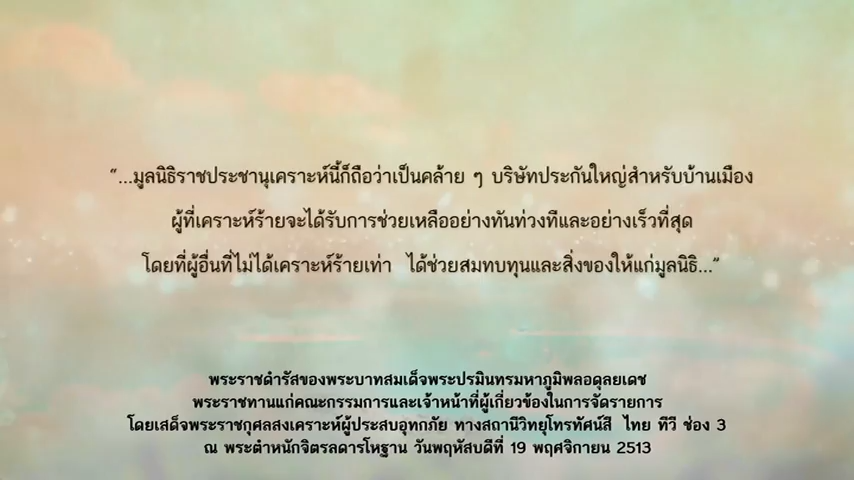 “...มูลนิธิราชประชานุเคราะห์นี้ก็ถือว่าเป็นคล้าย ๆ บริษัทประกันใหญ่สำหรับบ้านเมือง
ผู้ที่เคราะห์ร้ายจะได้รับการช่วยเหลืออย่างทันท่วงทีและอย่างเร็วที่สุด
โดยที่ผู้อื่นที่ไม่ได้เคราะห์ร้ายเท่า ได้ช่วยสมทบทุนและสิ่งของให้แก่มูลนิธิ...”
พระราชดำรัสของพระบาทสมเด็จพระปรมินทรมหาภูมิพลอดุลยเดช
พระราชทานแก่คณะกรรมการและเจ้าหน้าที่ผู้เกี่ยวข้องในการจัดรายการ
โดยเสด็จพระราชกุศลสงเคราะห์ผู้ประสบอุทกภัย ทางสถานีวิทยุโทรทัศน์สี ไทย ทีวี ช่อง 3
ณ พระตำหนักจิตรลดารโหฐาน วันพฤหัสบดีที่ 19 พฤศจิกายน 2513